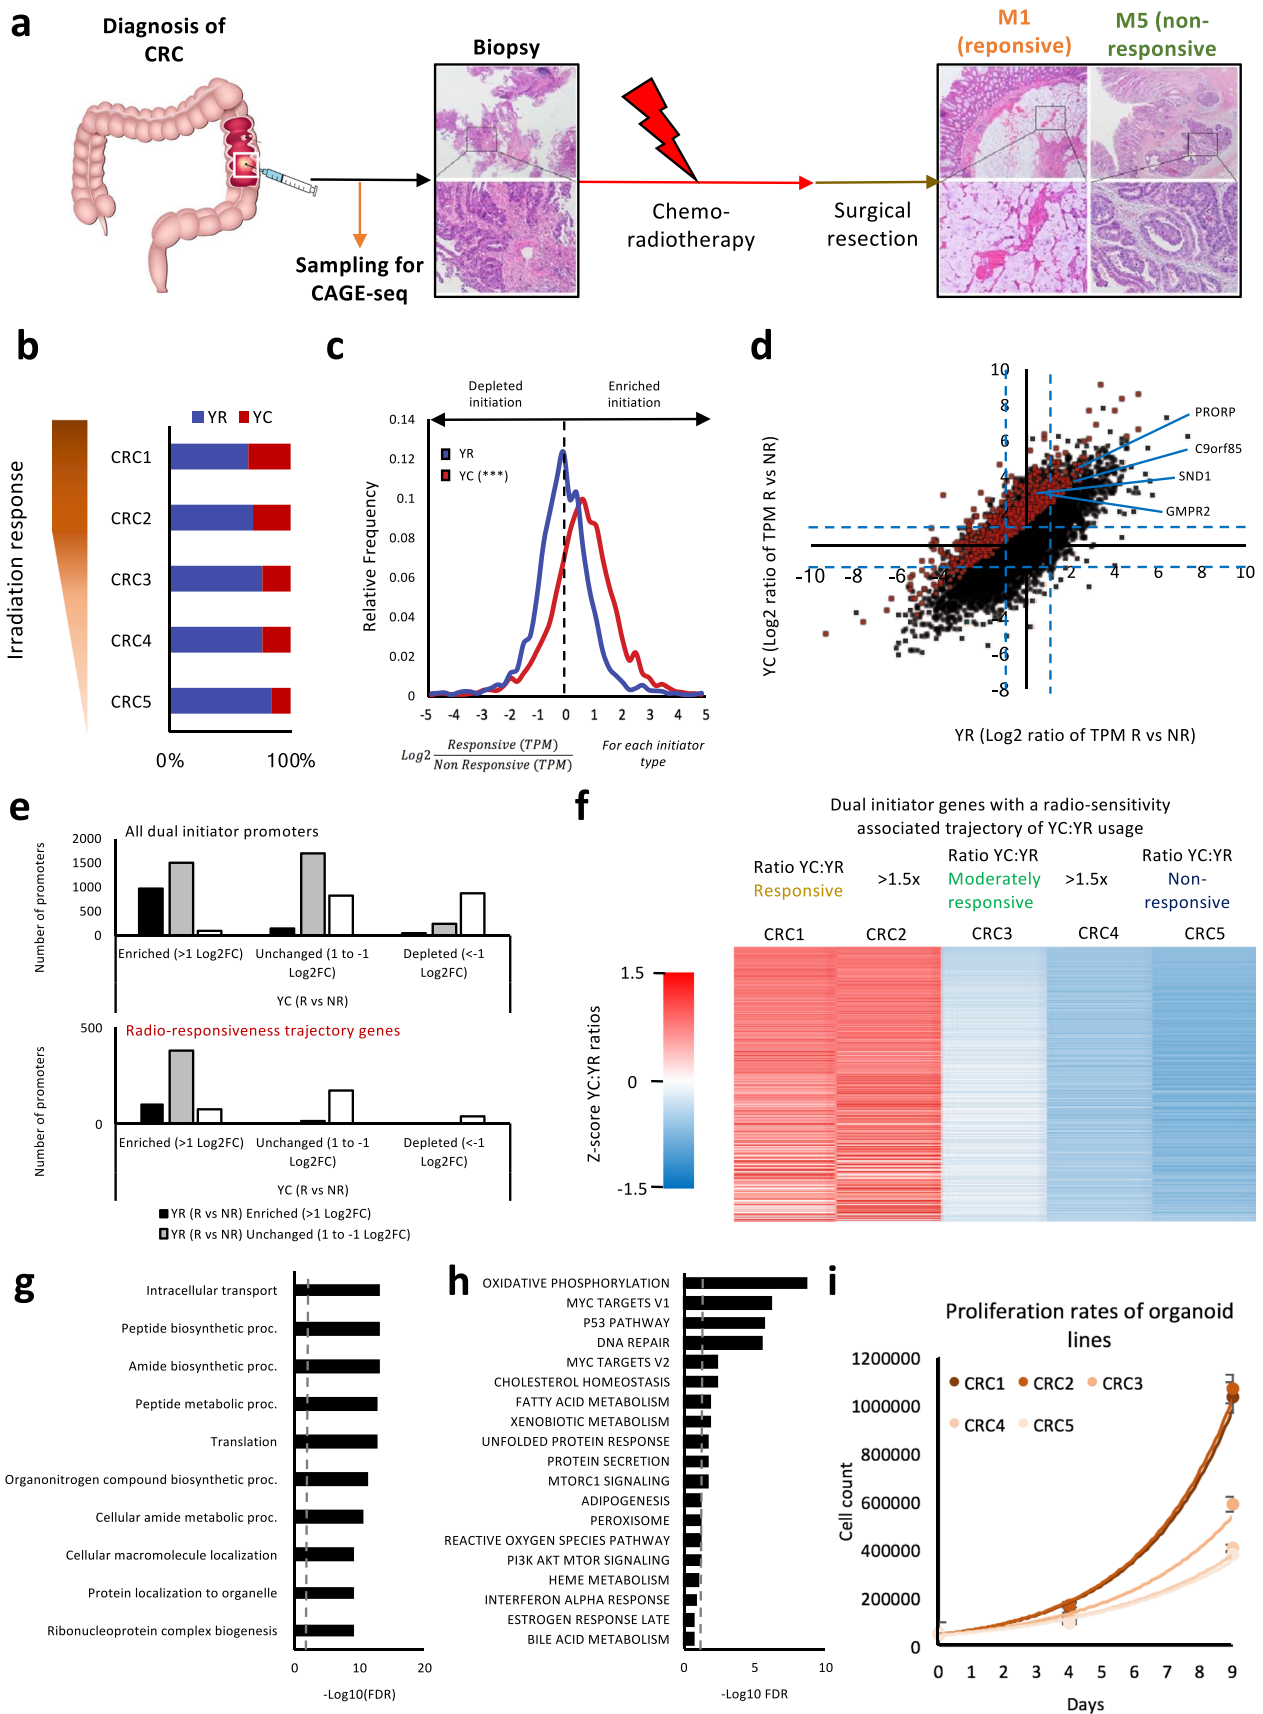 a
Diagnosis of
CRC
Biopsy
M1
(reponsive)
M5 (non-
responsive
Chemo-
radiotherapy
Surgical
resection
Sampling for
CAGE-seq
b
Irradiation response
YR YC
CRC1
CRC2
CRC3
CRC4
CRC5
0% 100%
c
Depleted
initiation
Enriched
initiation
Relative Frequency
0.14
0.12
0.1
0.08
0.06
0.04
0.02
0
YR
YC (***)
-5 -4 -3 -2 -1 0 1 2 3 4 5
Log2 Responsive (TPM)
Non Responsive (TPM)
For each initiator
type
d
YC (Log2 ratio of TPM R vs NR)
10
8
6
4
2
-4
-6
-8
-10 -8 -6 -4 2 4 6 8 10
PRORP
C9orf85
SND1
GMPR2
YR (Log2 ratio of TPM R vs NR)
e
All dual initiator promoters
Number of promoters
2000
1500
1000
500
0
Enriched (>1 Log2FC) Unchanged (1 to -1 Log2FC) Depleted (<-1 Log2FC)
YC (R vs NR)
Radio-responsiveness trajectory genes
Number of promoters
500
0
Enriched (>1 Log2FC) Unchanged (1 to -1 Log2FC) Depleted (<-1 Log2FC)
YC (R vs NR)
YR (R vs NR) Enriched (>1 Log2FC)
YR (R vs NR) Unchanged (1 to -1 Log2FC)
f
Dual initiator genes with a radio-sensitivity
associated trajectory of YC:YR usage
Ratio YC:YR
Responsive
>1.5x
Ratio YC:YR
Moderately
responsive
>1.5x
Ratio YC:YR
Non-
responsive
CRC1 CRC2 CRC3 CRC4 CRC5
Z-score YC:YR ratios
1.5
0
-1.5
g
Intracellular transport
Peptide biosynthetic proc.
Amide biosynthetic proc.
Peptide metabolic proc.
Translation
Organonitrogen compound biosynthetic proc.
Cellular amide metabolic proc.
Cellular macromolecule localization
Protein localization to organelle
Ribonucleoprotein complex biogenesis
0 10 20
-Log10(FDR)
h
OXIDATIVE PHOSPHORYLATION
MYC TARGETS V1
P53 PATHWAY
DNA REPAIR
MYC TARGETS V2
CHOLESTEROL HOMEOSTASIS
FATTY ACID METABOLISM
XENOBIOTIC METABOLISM
UNFOLDED PROTEIN RESPONSE
PROTEIN SECRETION
MTORC1 SIGNALING
ADIPOGENESIS
PEROXISOME
REACTIVE OXYGEN SPECIES PATHWAY
PI3K AKT MTOR SIGNALING
HEME METABOLISM
INTERFERON ALPHA RESPONSE
ESTROGEN RESPONSE LATE
BILE ACID METABOLISM
0 5 10
-Log10 FDR
i
Proliferation rates of organoid
lines
Cell count
1200000
1000000
800000
600000
400000
200000
0
CRC1 CRC2 CRC3
CRC4 CRC5
0 1 2 3 4 5 6 7 8 9
Days